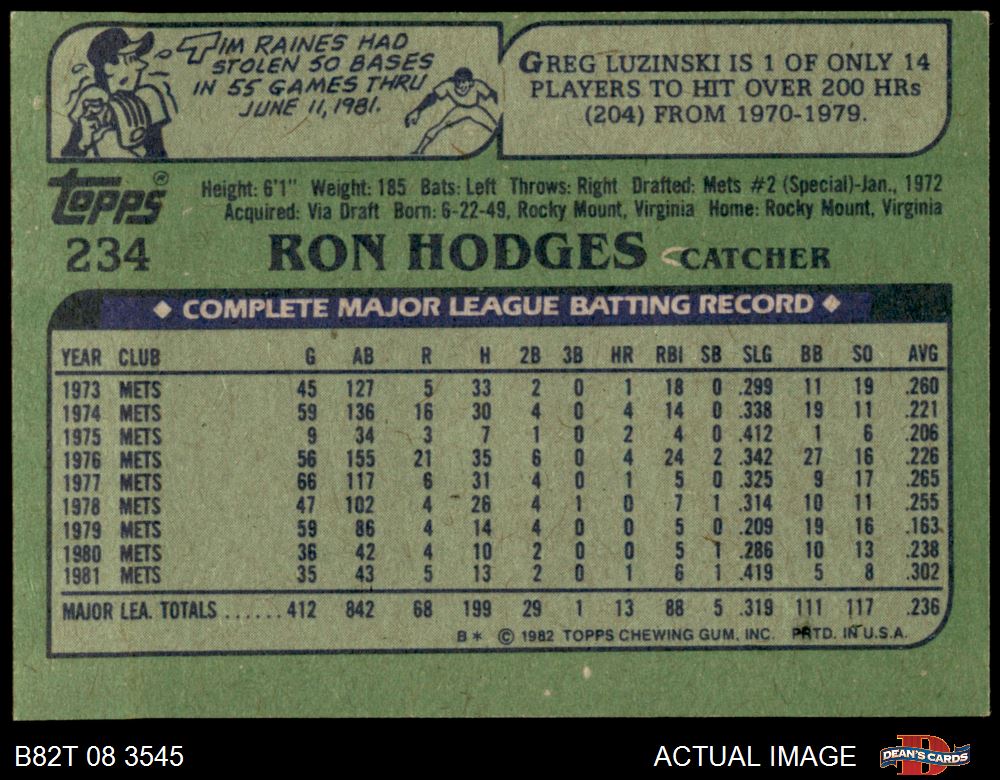 TIM RAINES HAD
STOLEN 50 BASES
IN 55 GAMES THRU
JUNE 11, 1981.
GREG LUZINSKI IS 1 OF ONLY 14
PLAYERS TO HIT OVER 200 HRs
(204) FROM 1970-1979.
Topps®
Height: 6'1" Weight: 185 Bats: Left Throws: Right Drafted: Mets #2 (Special)-Jan., 1972
Acquired: Via Draft Born: 6-22-49, Rocky Mount, Virginia Home: Rocky Mount, Virginia
234 RON HODGES CATCHER
◆ COMPLETE MAJOR LEAGUE BATTING RECORD ◆
YEAR CLUB G AB R H 2B 3B HR RBI SB SLG BB SO AVG
1973 METS 45 127 5 33 2 0 1 18 0 .299 11 19 .260
1974 METS 59 136 16 30 4 0 4 14 0 .338 19 11 .221
1975 METS 9 34 3 7 1 0 2 4 0 .412 1 6 .206
1976 METS 56 155 21 35 6 0 4 24 2 .342 27 16 .226
1977 METS 66 117 6 31 4 0 1 5 0 .325 9 17 .265
1978 METS 47 102 4 26 4 1 0 7 1 .314 10 11 .255
1979 METS 59 86 4 14 4 0 0 5 0 .209 19 16 .163
1980 METS 36 42 4 10 2 0 0 5 1 .286 10 13 .238
1981 METS 35 43 5 13 2 0 1 6 1 .419 5 8 .302
MAJOR LEA. TOTALS ......412 842 68 199 29 1 13 88 5 .319 111 117 .236
B* © 1982 TOPPS CHEWING GUM, INC. PRTD. IN U.S.A.
B82T 08 3545
ACTUAL IMAGE
DEAN'S CARDS